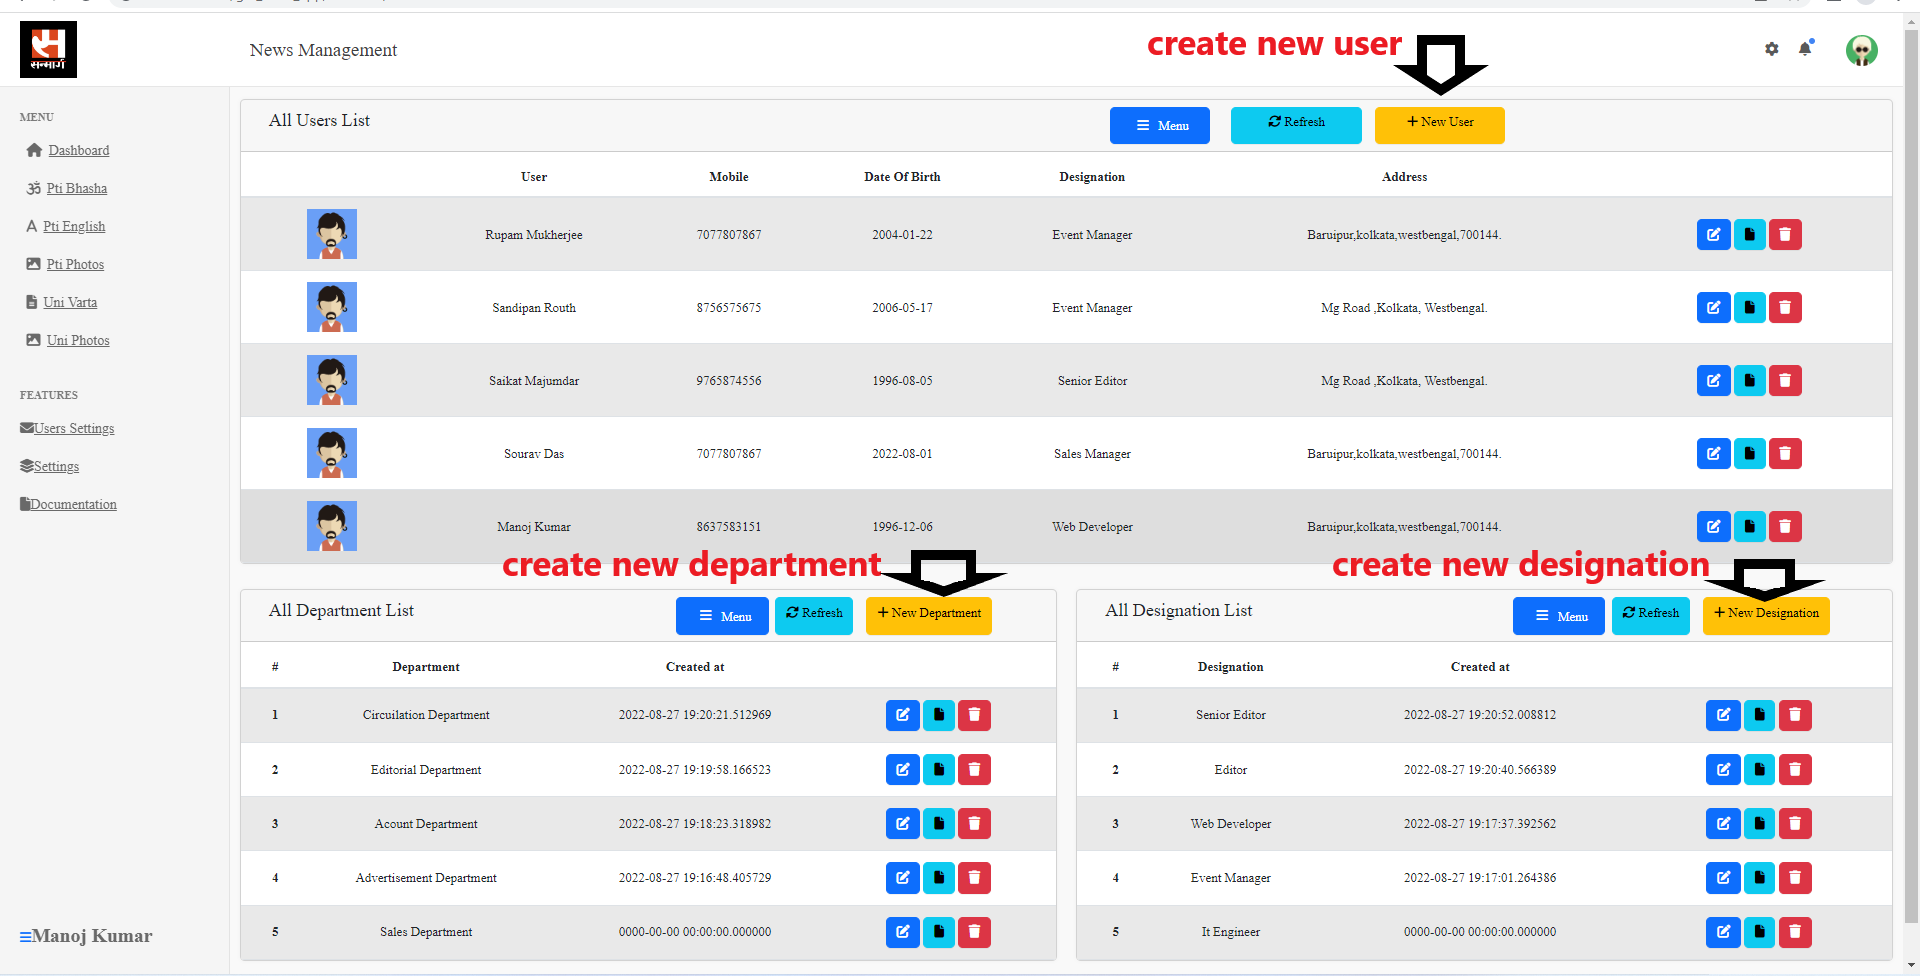 सन्मार्ग
News Management
create new user
MENU
Dashboard
Pti Bhasha
Pti English
Pti Photos
Uni Varta
Uni Photos
FEATURES
Users Settings
Settings
Documentation
Manoj Kumar
All Users List
Menu
Refresh
New User
User Mobile Date Of Birth Designation Address
Rupam Mukherjee 7077807867 2004-01-22 Event Manager Baruipur,kolkata,westbengal,700144.
Sandipan Routh 8756575675 2006-05-17 Event Manager Mg Road ,Kolkata, Westbengal.
Saikat Majumdar 9765874556 1996-08-05 Senior Editor Mg Road ,Kolkata, Westbengal.
Sourav Das 7077807867 2022-08-01 Sales Manager Baruipur,kolkata,westbengal,700144.
Manoj Kumar 8637583151 1996-12-06 Web Developer Baruipur,kolkata,westbengal,700144.
create new department
All Department List
Menu
Refresh
New Department
# Department Created at
1 Circuilation Department 2022-08-27 19:20:21.512969
2 Editorial Department 2022-08-27 19:19:58.166523
3 Acount Department 2022-08-27 19:18:23.318982
4 Advertisement Department 2022-08-27 19:16:48.405729
5 Sales Department 0000-00-00 00:00:00.000000
create new designation
All Designation List
Menu
Refresh
New Designation
# Designation Created at
1 Senior Editor 2022-08-27 19:20:52.008812
2 Editor 2022-08-27 19:20:40.566389
3 Web Developer 2022-08-27 19:17:37.392562
4 Event Manager 2022-08-27 19:17:01.264386
5 It Engineer 0000-00-00 00:00:00.000000